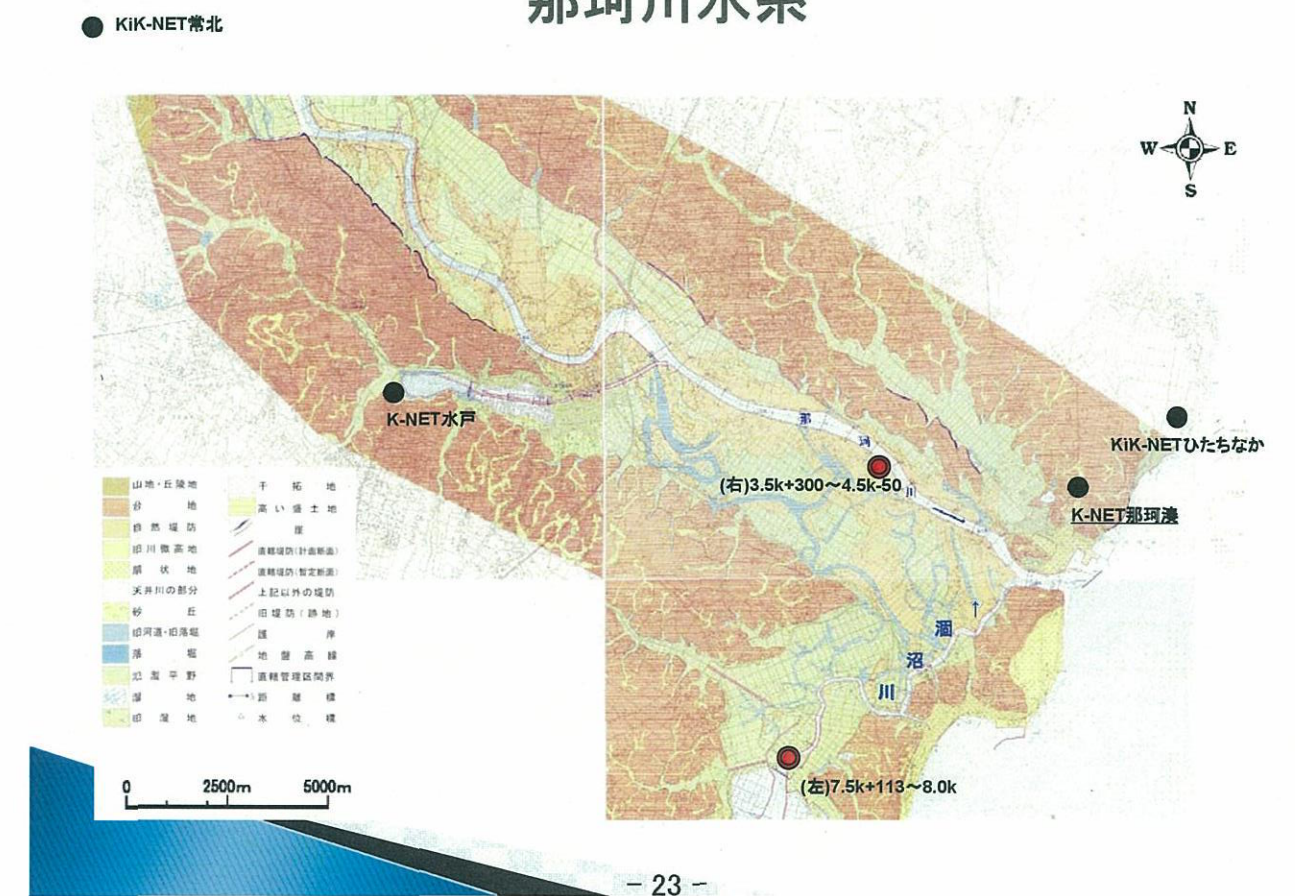 那珂川水系
KiK-NET常北
N
W E
S
K-NET水戸
那
珂
川
KiK-NETひたちなか
(右)3.5k+300～4.5k-50
K-NET那珂湊
山地・丘陵地
台地
自然堤防
旧川微高地
扇状地
天井川の部分
砂丘
旧河道・旧落堀
落堀
氾濫平野
湿地
旧湿地
干拓地
高い盛土地
崖
直轄堤防(計画断面)
直轄堤防(暫定断面)
上記以外の堤防
旧堤防(跡地)
護岸
地盤高線
直轄管理区間界
距離標
水位標
涸
沼
川
(左)7.5k+113～8.0k
0 2500m 5000m
- 23 -